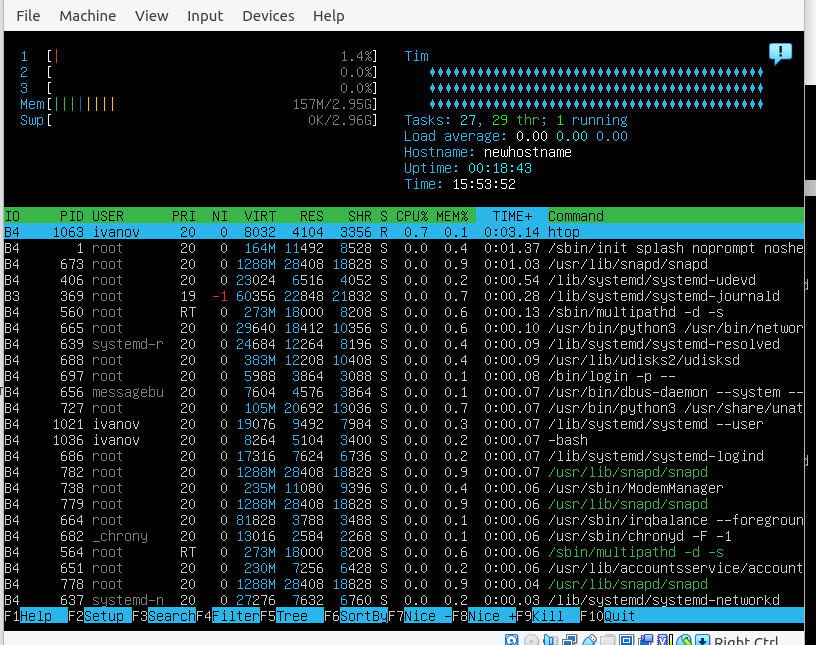 File Machine View Input Devices Help
1 [| 1.4%] Tim
2 [ 0.0%]
3 [ 0.0%]
Mem[||||||||| 157M/2.95G]
Swp[ 0K/2.96G] Tasks: 27, 29 thr; 1 running
Load average: 0.00 0.00 0.00
Hostname: newhostname
Uptime: 00:18:43
Time: 15:53:52
IO PID USER PRI NI VIRT RES SHR S CPU% MEM% TIME+ Command
B4 1063 ivanov 20 0 8032 4104 3356 R 0.7 0.1 0:03.14 htop
B4 1 root 20 0 164M 11492 8528 S 0.0 0.4 0:01.37 /sbin/init splash noprompt noshe
B4 673 root 20 0 1288M 28408 18828 S 0.0 0.9 0:01.03 /usr/lib/snapd/snapd
B4 406 root 20 0 23024 6516 4052 S 0.0 0.2 0:00.54 /lib/systemd/systemd-udevd
B3 369 root 19 -1 60356 22848 21832 S 0.0 0.7 0:00.28 /lib/systemd/systemd-journald
B4 560 root RT 0 273M 18000 8208 S 0.0 0.6 0:00.13 /sbin/multipathd -d -s
B4 665 root 20 0 29640 18412 10356 S 0.0 0.6 0:00.10 /usr/bin/python3 /usr/bin/networ
B4 639 systemd-r 20 0 24684 12264 8196 S 0.0 0.4 0:00.09 /lib/systemd/systemd-resolved
B4 688 root 20 0 383M 12208 10408 S 0.0 0.4 0:00.09 /usr/lib/udisks2/udisksd
B4 697 root 20 0 5988 3864 3088 S 0.0 0.1 0:00.08 /bin/login -p --
B4 656 messagebu 20 0 7604 4576 3864 S 0.0 0.1 0:00.07 /usr/bin/dbus-daemon --system --
B4 727 root 20 0 105M 20692 13036 S 0.0 0.7 0:00.07 /usr/bin/python3 /usr/share/unat
B4 1021 ivanov 20 0 19076 9492 7984 S 0.0 0.3 0:00.07 /lib/systemd/systemd --user
B4 1036 ivanov 20 0 8264 5104 3400 S 0.0 0.2 0:00.07 -bash
B4 686 root 20 0 17316 7624 6736 S 0.0 0.2 0:00.07 /lib/systemd/systemd-logind
B4 782 root 20 0 1288M 28408 18828 S 0.0 0.9 0:00.07 /usr/lib/snapd/snapd
B4 738 root 20 0 235M 11080 9396 S 0.0 0.4 0:00.06 /usr/sbin/ModemManager
B4 779 root 20 0 1288M 28408 18828 S 0.0 0.9 0:00.06 /usr/lib/snapd/snapd
B4 664 root 20 0 81828 3788 3488 S 0.0 0.1 0:00.06 /usr/sbin/irqbalance --foregroun
B4 682 _chrony 20 0 13016 2584 2268 S 0.0 0.1 0:00.06 /usr/sbin/chronyd -F -1
B4 564 root RT 0 273M 18000 8208 S 0.0 0.6 0:00.06 /sbin/multipathd -d -s
B4 651 root 20 0 230M 7256 6428 S 0.0 0.2 0:00.06 /usr/lib/accountsservice/account
B4 778 root 20 0 1288M 28408 18828 S 0.0 0.9 0:00.04 /usr/lib/snapd/snapd
B4 637 systemd-n 20 0 27276 7632 6760 S 0.0 0.2 0:00.03 /lib/systemd/systemd-networkd
F1Help F2Setup F3SearchF4FilterF5Tree F6SortByF7Nice -F8Nice +F9Kill F10Quit
Right Ctrl